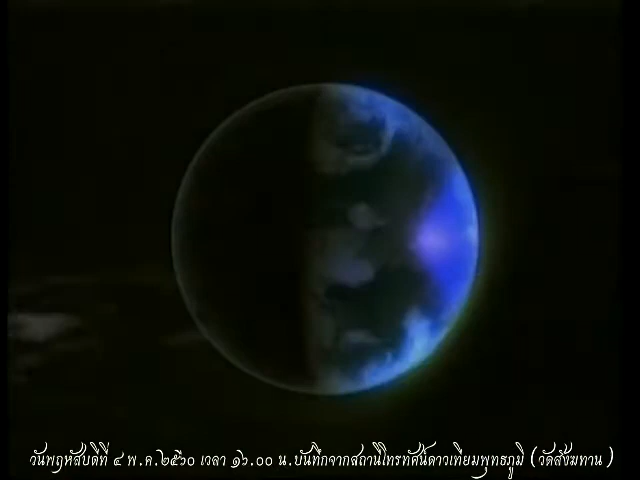 วันพฤหัสบดีที่ ๔ พ.ค.๒๕๖๐ เวลา ๑๖.๐๐ น.บันทึกจากสถานีโทรทัศน์ดาวเทียมพุทธภูมิ (วัดสังฆทาน)